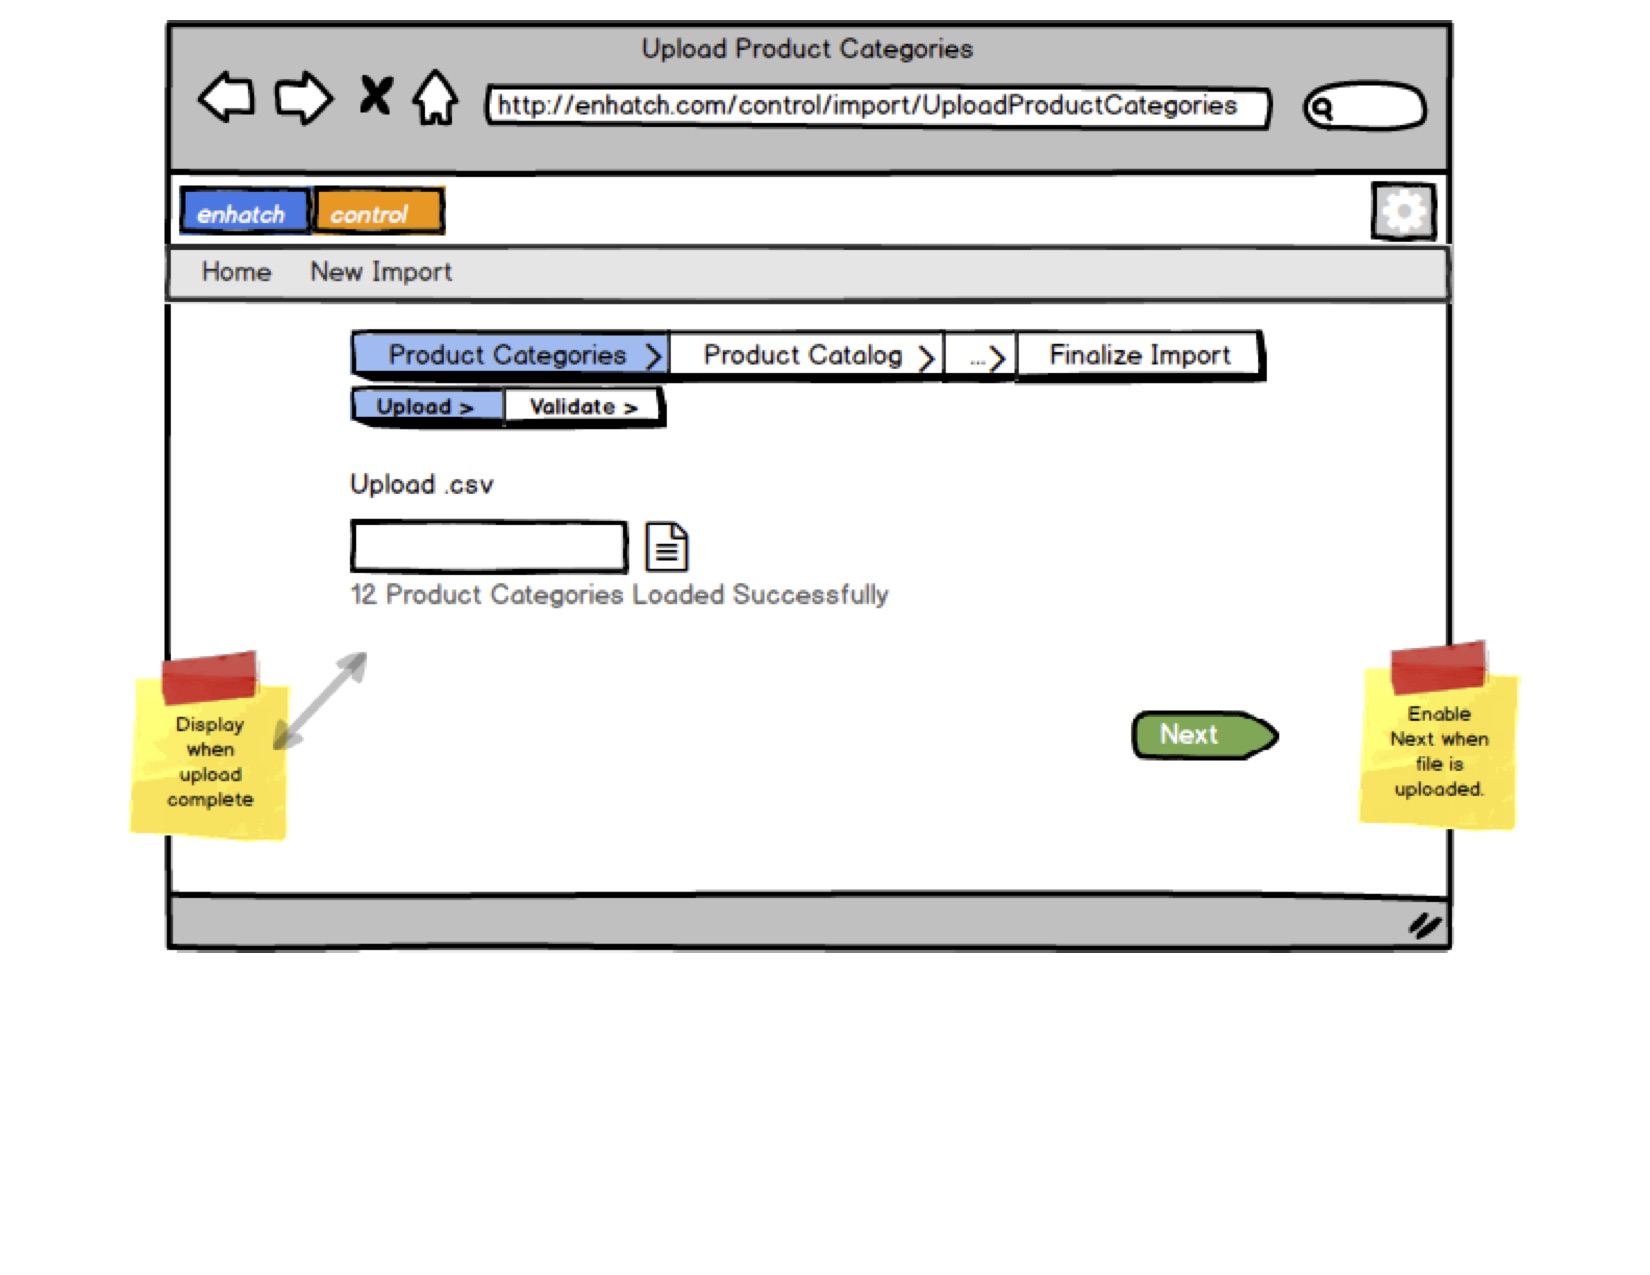 Upload Product Categories
http://enhatch.com/control/import/UploadProductCategories
enhatch control
Home New Import
Product Categories > Product Catalog > ...> Finalize Import
Upload > Validate >
Upload .csv
12 Product Categories Loaded Successfully
Display
when
upload
complete
Next
Enable
Next when
file is
uploaded.